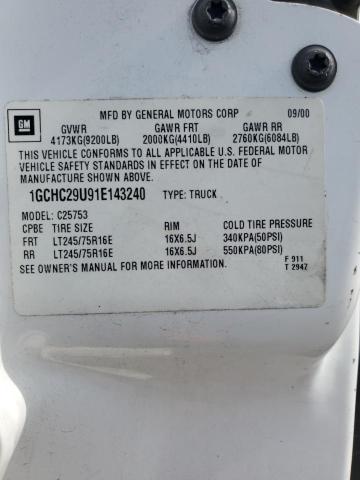 MFD BY GENERAL MOTORS CORP 09/00
GM
GVWR GAWR FRT GAWR RR
4173KG(9200LB) 2000KG(4410LB) 2760KG(6084LB)
THIS VEHICLE CONFORMS TO ALL APPLICABLE U.S. FEDERAL MOTOR
VEHICLE SAFETY STANDARDS IN EFFECT ON THE DATE OF
MANUFACTURE SHOWN ABOVE.
1GCHC29U91E143240 TYPE: TRUCK
MODEL: C25753
CPBE TIRE SIZE RIM COLD TIRE PRESSURE
FRT LT245/75R16E 16X6.5J 340KPA(50PSI)
RR LT245/75R16E 16X6.5J 550KPA(80PSI)
SEE OWNER'S MANUAL FOR MORE INFORMATION.
F 911
T 294Z